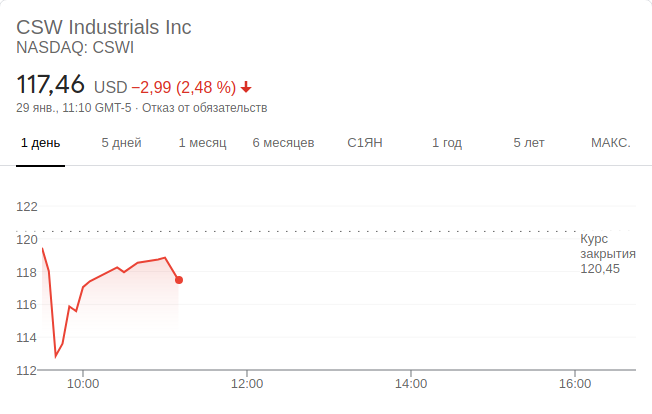 CSW Industrials Inc
NASDAQ: CSWI
117,46 USD −2,99 (2,48 %)
29 янв., 11:10 GMT-5 · Отказ от обязательств
1 день 5 дней 1 месяц 6 месяцев С1ЯН 1 год 5 лет МАКС.
122
120
118
116
114
112
Курс
закрытия
120,45
10:00 12:00 14:00 16:00